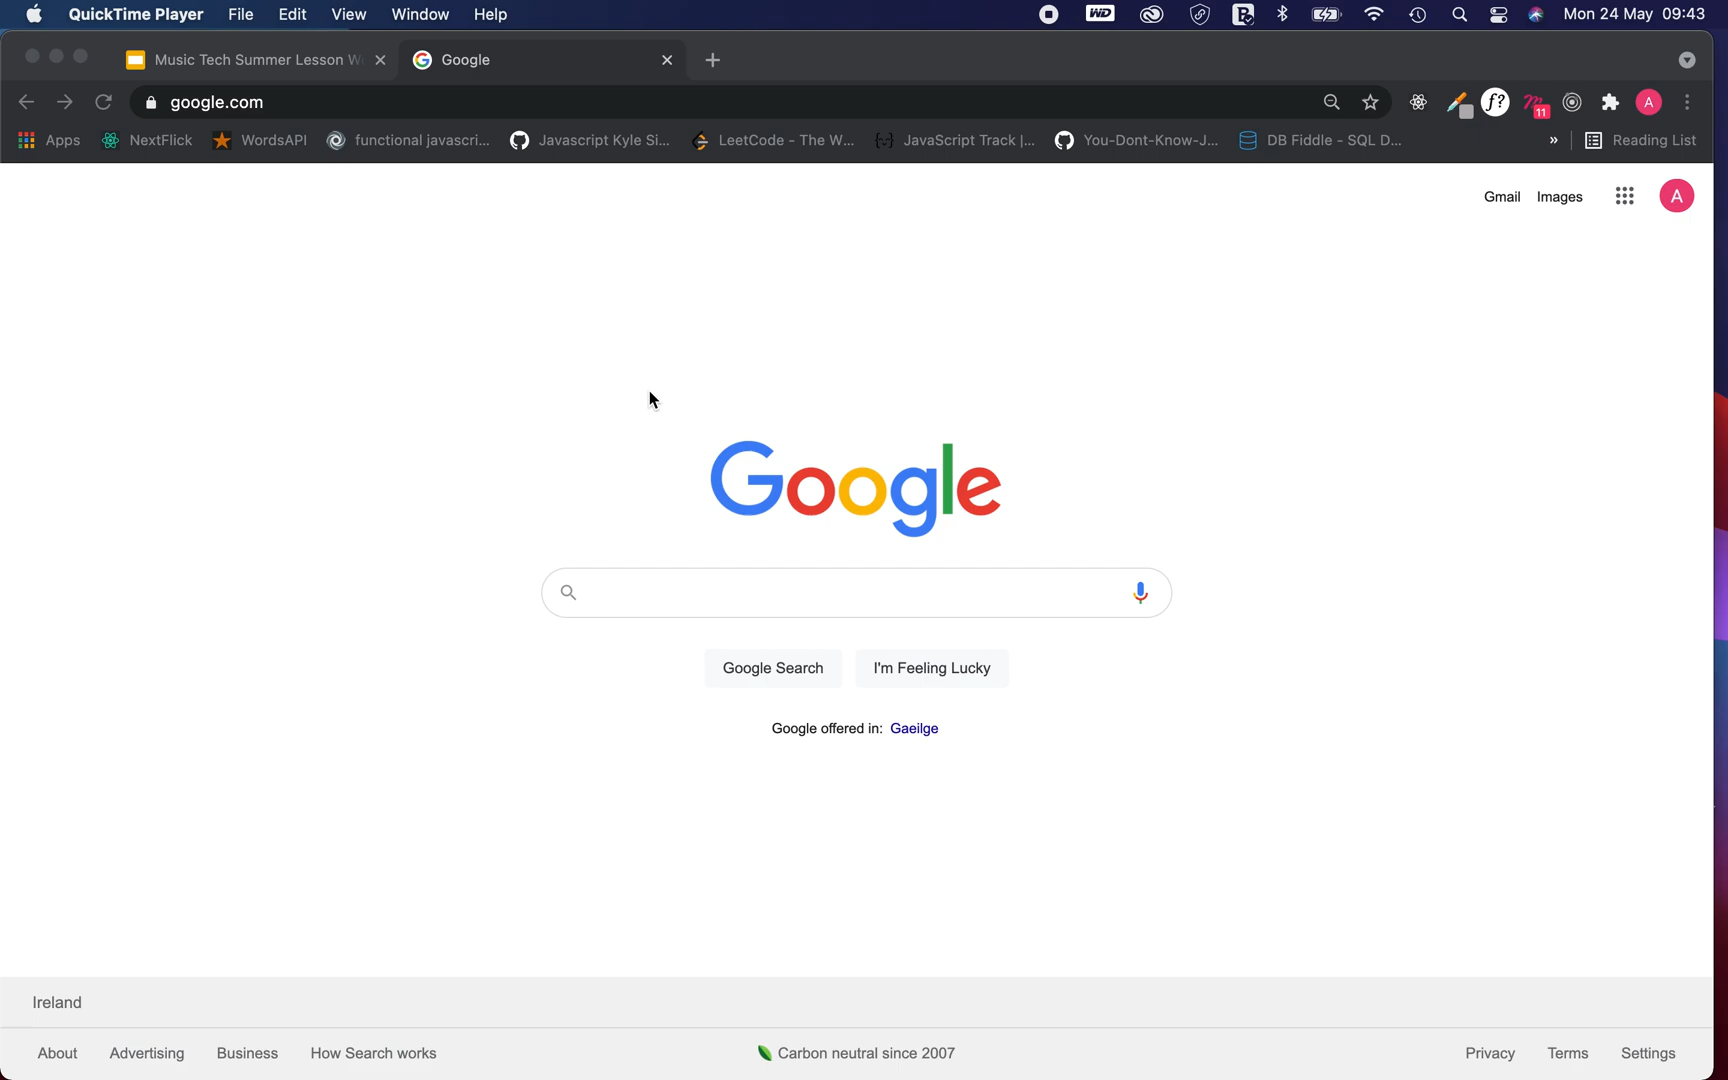 QuickTime Player File Edit View Window Help WD Mon 24 May 09:43
Music Tech Summer Lesson W Google
google.com f? 11 A
Apps NextFlick WordsAPI functional javascri... Javascript Kyle Si... LeetCode - The W... JavaScript Track |... You-Dont-Know-J... DB Fiddle - SQL D... » Reading List
Gmail Images A
Google
Google Search I'm Feeling Lucky
Google offered in: Gaeilge
Ireland
About Advertising Business How Search works Carbon neutral since 2007 Privacy Terms Settings